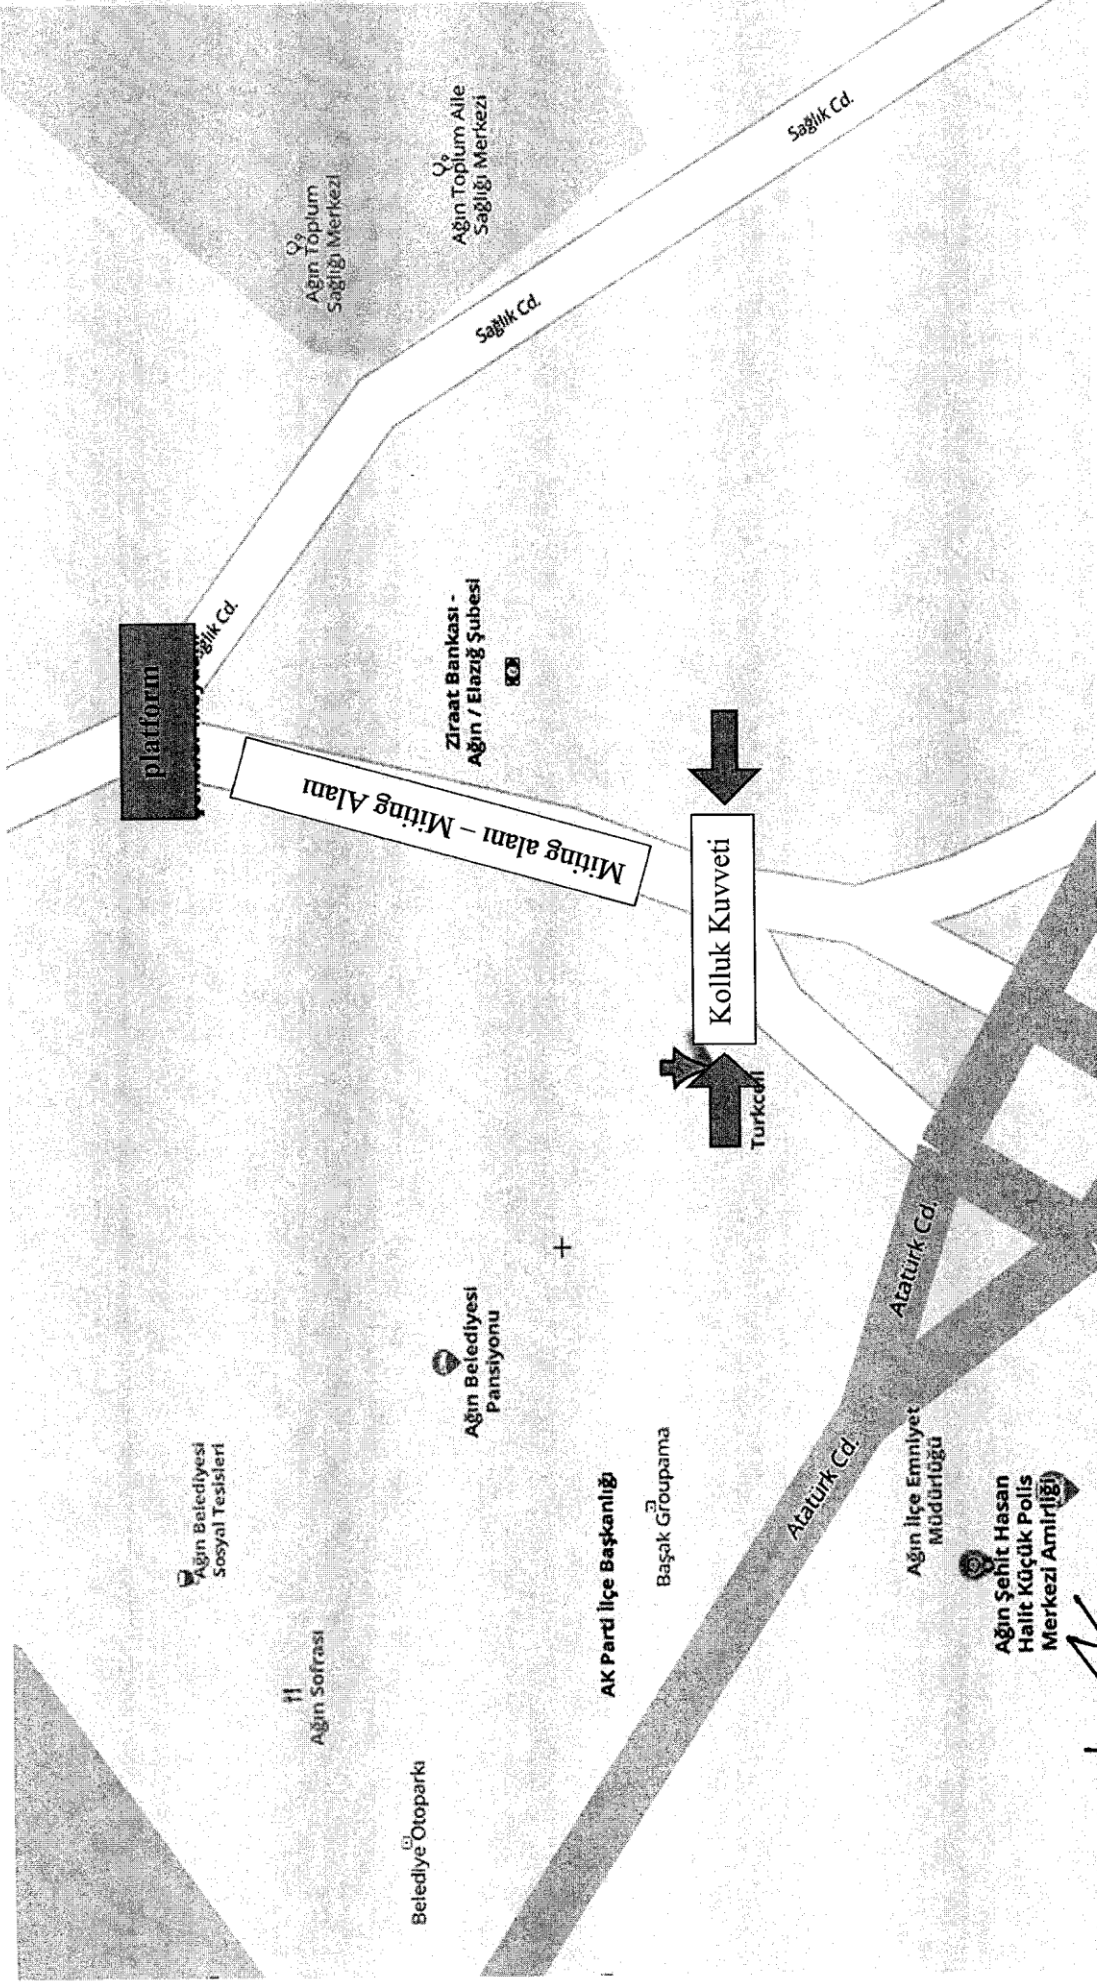 Ağın Belediyesi
Sosyal Tesisleri
Ağın Sofrası
Belediye Otoparkı
Ağın Belediyesi
Pansiyonu
AK Parti İlçe Başkanlığı
Başak Groupama
Atatürk Cd.
Atatürk Cd.
Ağın İlçe Emniyet
Müdürlüğü
Ağın Şehit Hasan
Halit Küçük Polis
Merkezi Amirliği
platform
Miting alanı – Miting Alanı
Kolluk Kuvveti
Turkcell
Ziraat Bankası -
Ağın / Elazığ Şubesi
Sağlık Cd.
Sağlık Cd.
Ağın Toplum
Sağlığı Merkezi
Ağın Toplum Aile
Sağlığı Merkezi